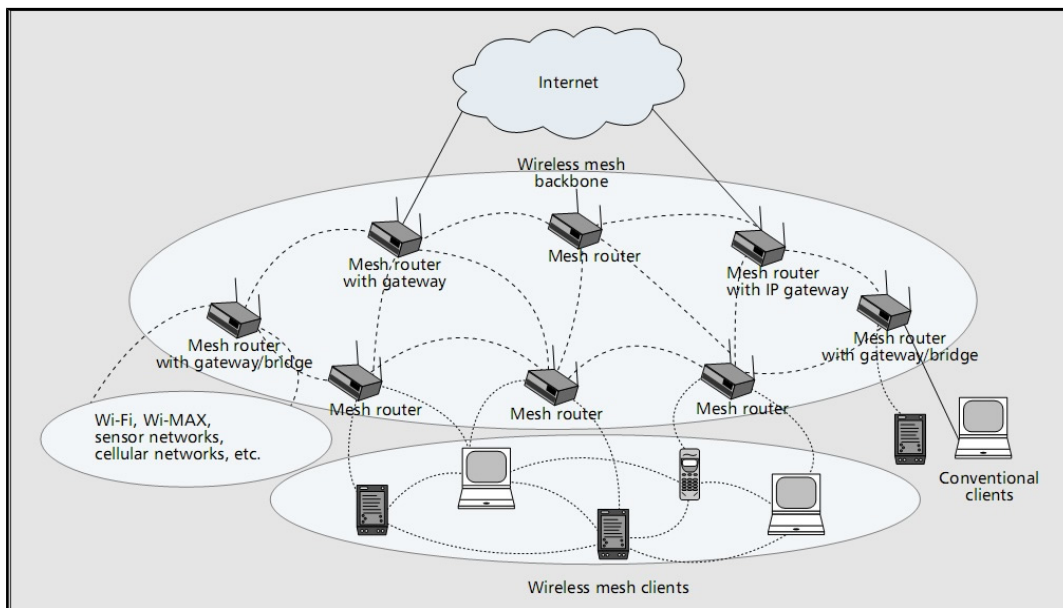 Internet
Wireless mesh
backbone
Mesh router
with gateway
Mesh router
Mesh router
with IP gateway
Mesh router
with gateway/bridge
Mesh router
with gateway/bridge
Mesh router
Mesh router
Mesh router
Wi-Fi, Wi-MAX,
sensor networks,
cellular networks, etc.
Conventional
clients
Wireless mesh clients